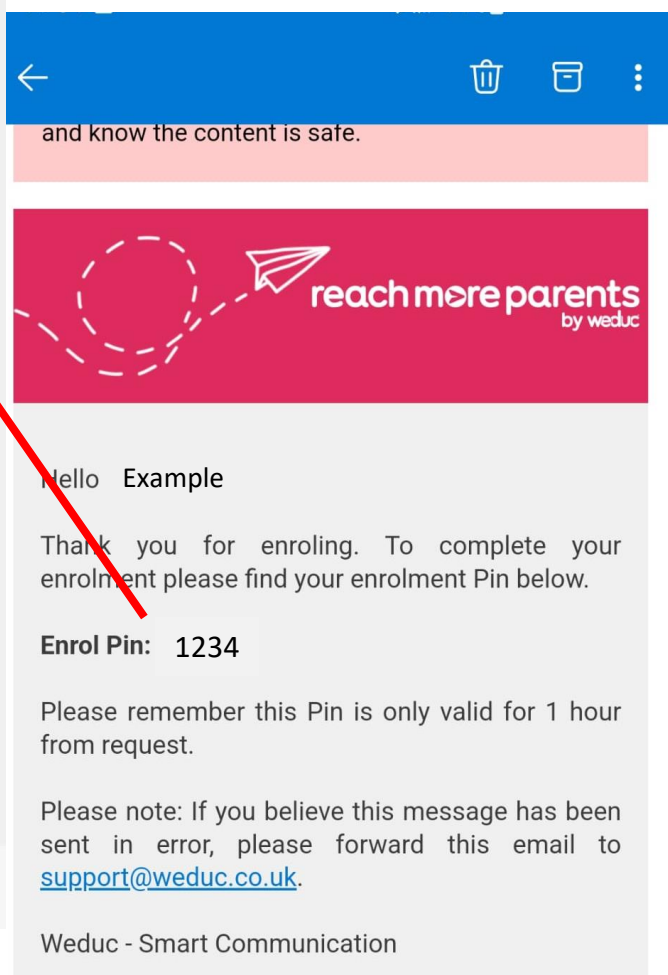 and know the content is safe.
reach more parents
by weduc
Hello Example
Thank you for enroling. To complete your
enrolment please find your enrolment Pin below.
Enrol Pin: 1234
Please remember this Pin is only valid for 1 hour
from request.
Please note: If you believe this message has been
sent in error, please forward this email to
support@weduc.co.uk.
Weduc - Smart Communication